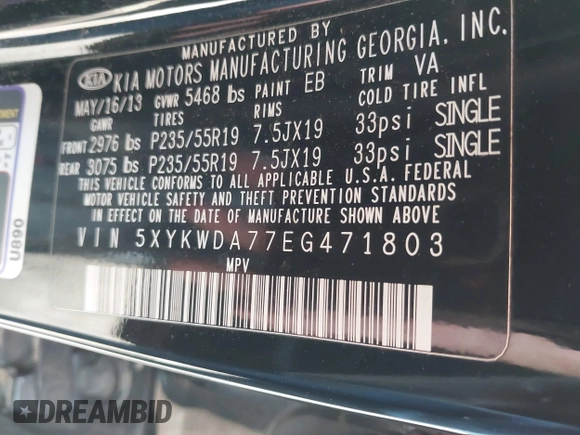 MANUFACTURED BY
KIA KIA MOTORS MANUFACTURING GEORGIA, INC.
MAY/16/13 GVWR 5468 lbs PAINT EB TRIM VA
GAWR TIRES RIMS COLD TIRE INFL
FRONT 2976 lbs P235/55R19 7.5JX19 33psi SINGLE
REAR 3075 lbs P235/55R19 7.5JX19 33psi SINGLE
THIS VEHICLE CONFORMS TO ALL APPLICABLE U.S.A. FEDERAL
MOTOR VEHICLE SAFETY AND THEFT PREVENTION STANDARDS
IN EFFECT ON THE DATE OF MANUFACTURE SHOWN ABOVE
VIN 5XYKWDA77EG471803
MPV
U890
DREAMBID